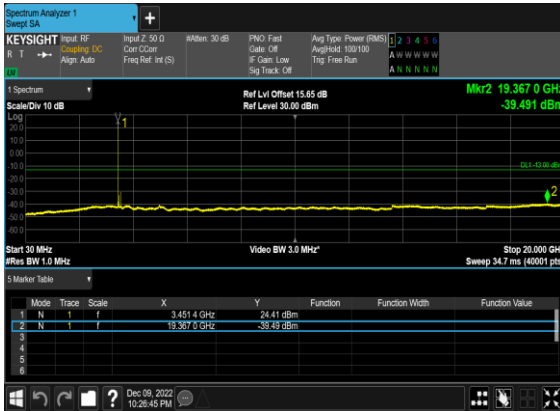 Spectrum Analyzer 1
Swept SA
+
KEYSIGHT Input: RF Input Z: 50 Ω #Atten: 30 dB PNO: Fast Avg Type: Power (RMS) 1 2 3 4 5 6
R T Coupling: DC Corr CCorr Gate: Off Avg|Hold: 100/100 A W W W W W
Align: Auto Freq Ref: Int (S) IF Gain: Low Trig: Free Run
Sig Track: Off A N N N N N
1 Spectrum Ref Lvl Offset 15.65 dB Mkr2 19.367 0 GHz
Scale/Div 10 dB Ref Level 30.00 dBm -39.491 dBm
Log
1
20.0
10.0
0.00
-10.0
DL1 -13.00 dBm
-20.0
-30.0
2
-40.0
-50.0
-60.0
Start 30 MHz Video BW 3.0 MHz* Stop 20.000 GHz
#Res BW 1.0 MHz Sweep 34.7 ms (40001 pts)
5 Marker Table
Mode Trace Scale X Y Function Function Width Function Value
1 N 1 f 3.451 4 GHz 24.41 dBm
2 N 1 f 19.367 0 GHz -39.49 dBm
3
4
5
6
? Dec 09, 2022
10:26:45 PM